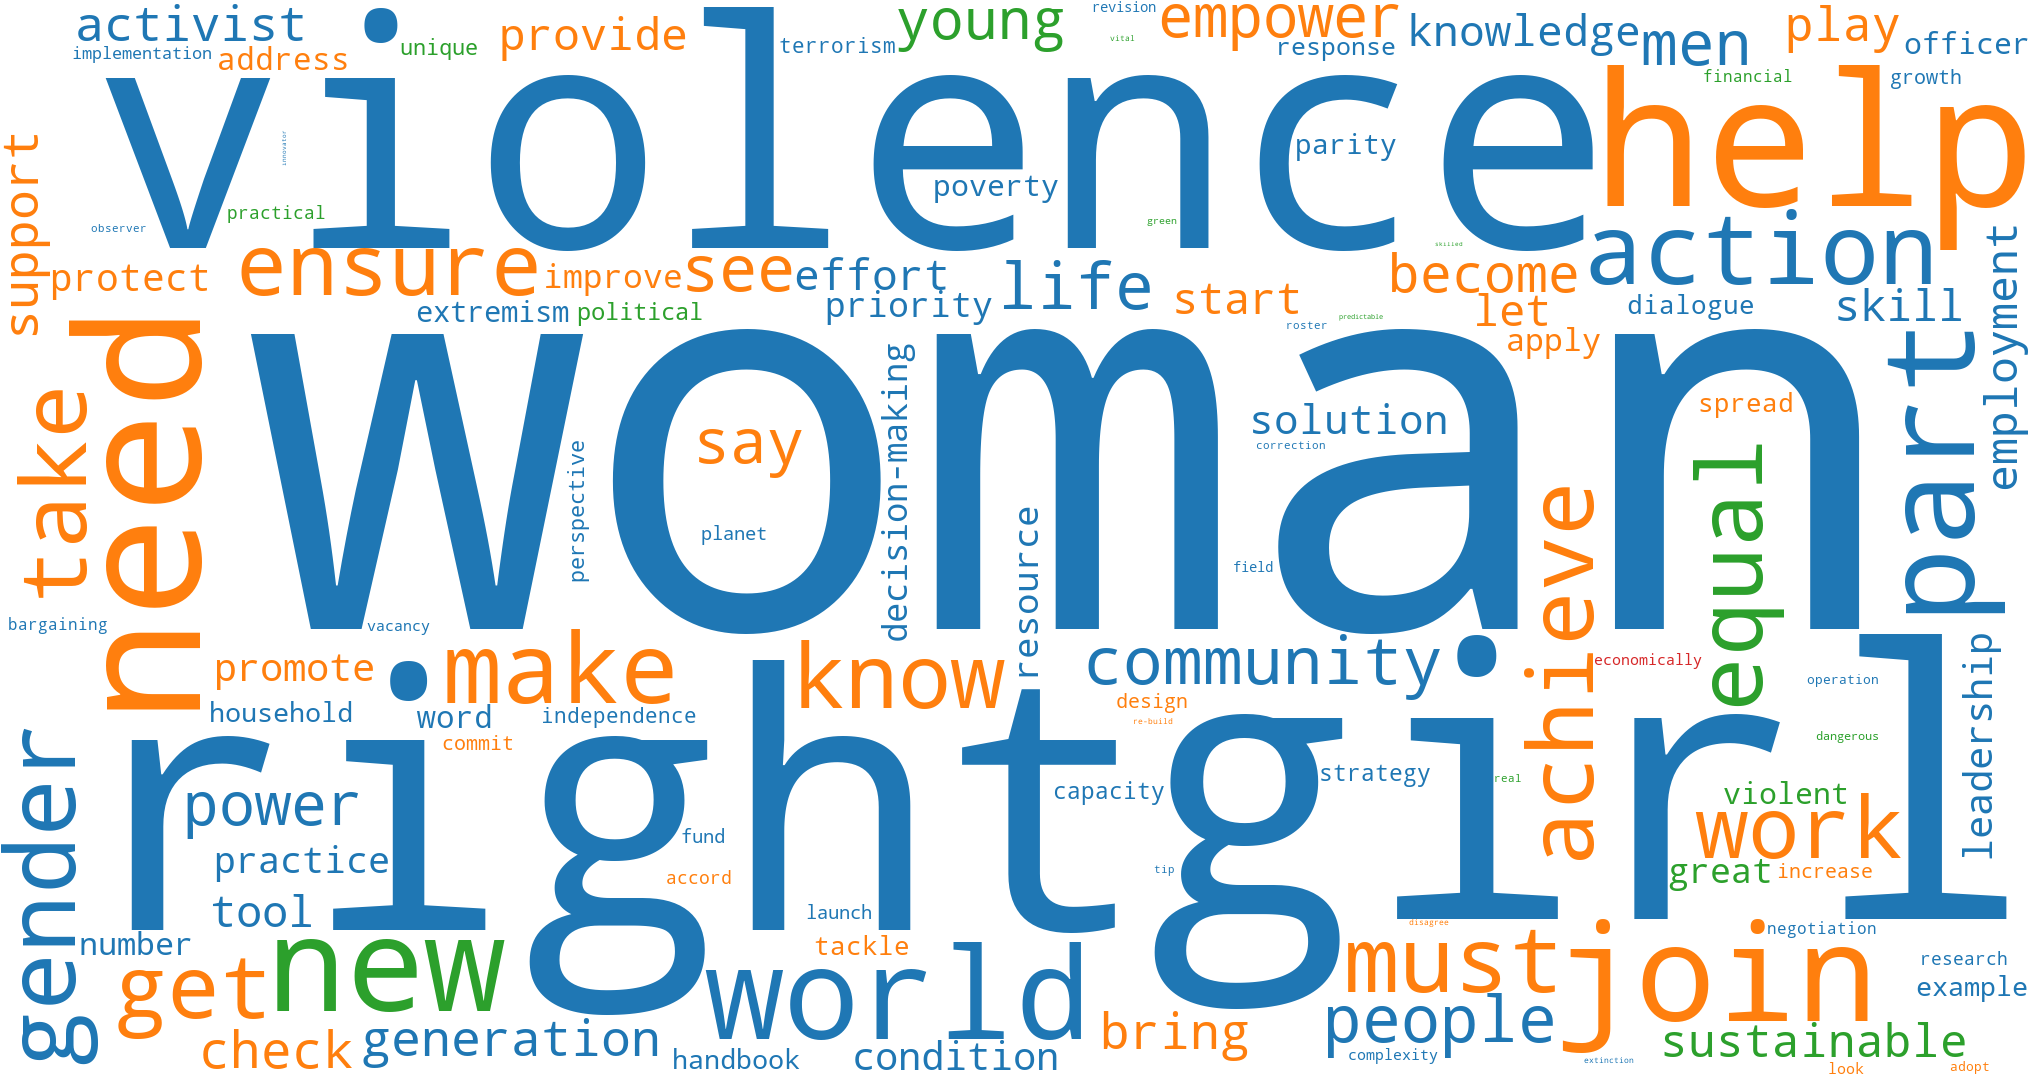 activist
implementation
address
unique
provide
terrorism
young
revision
vital
empower
response
knowledge
men
play
officer
financial
growth
violence
help
innovator
support
observer
practical
poverty
parity
green
skilled
action
protect
ensure
improve
see
effort
extremism
political
priority
life
start
become
let
dialogue
skill
employment
roster
predictable
apply
need
take
woman
say
planet
perspective
decision-making
resource
solution
correction
field
spread
equal
achieve
part
bargaining
vacancy
promote
make
know
community
economically
operation
leadership
household
word
independence
commit
design
re-build
dangerous
gender
right
girl
power
practice
tool
fund
accord
launch
capacity
strategy
real
tip
violent
work
great
increase
number
get
new
tackle
world
disagree
must
join
negotiation
research
example
people
check
generation
handbook
condition
bring
complexity
sustainable
extinction
look
adopt